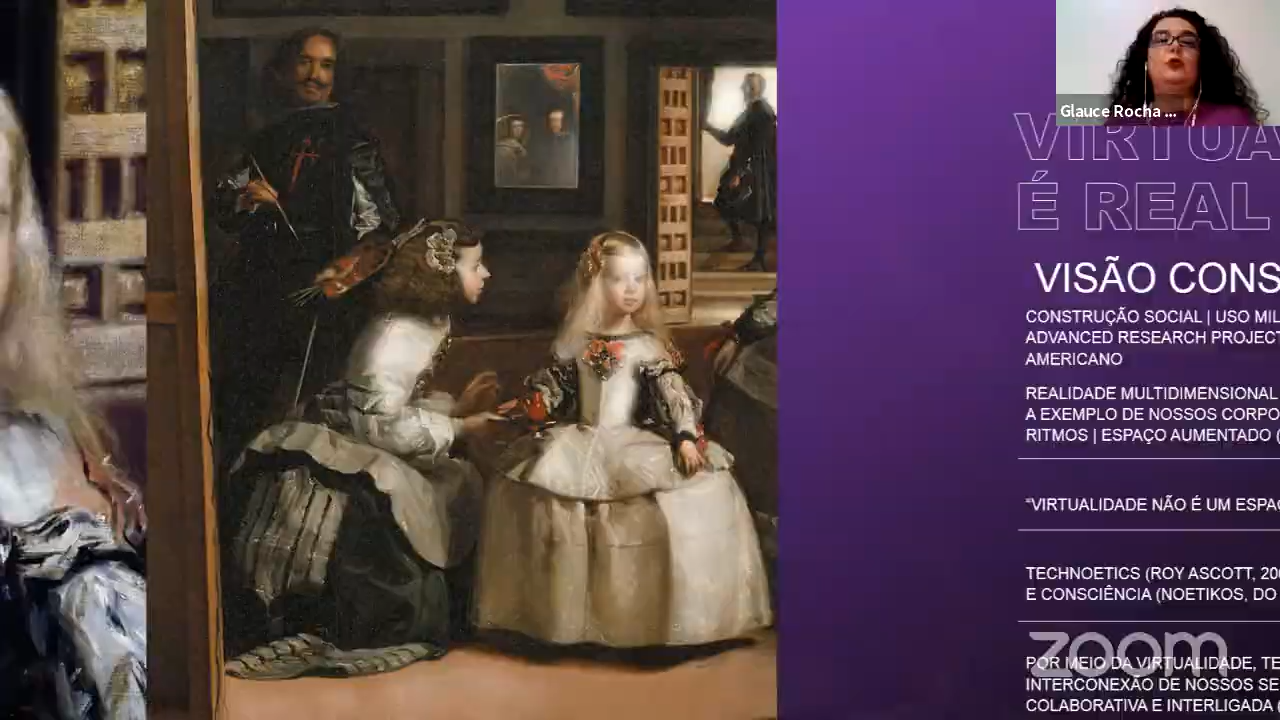 Glauce Rocha ...
VIRTUA
É REAL
VISÃO CONS
CONSTRUÇÃO SOCIAL | USO MIL
ADVANCED RESEARCH PROJECT
AMERICANO
REALIDADE MULTIDIMENSIONAL
A EXEMPLO DE NOSSOS CORPO
RITMOS | ESPAÇO AUMENTADO (
“VIRTUALIDADE NÃO É UM ESPAÇ
TECHNOETICS (ROY ASCOTT, 200
E CONSCIÊNCIA (NOETIKOS, DO
zoom
POR MEIO DA VIRTUALIDADE, TE
INTERCONEXÃO DE NOSSOS SE
COLABORATIVA E INTERLIGADA (